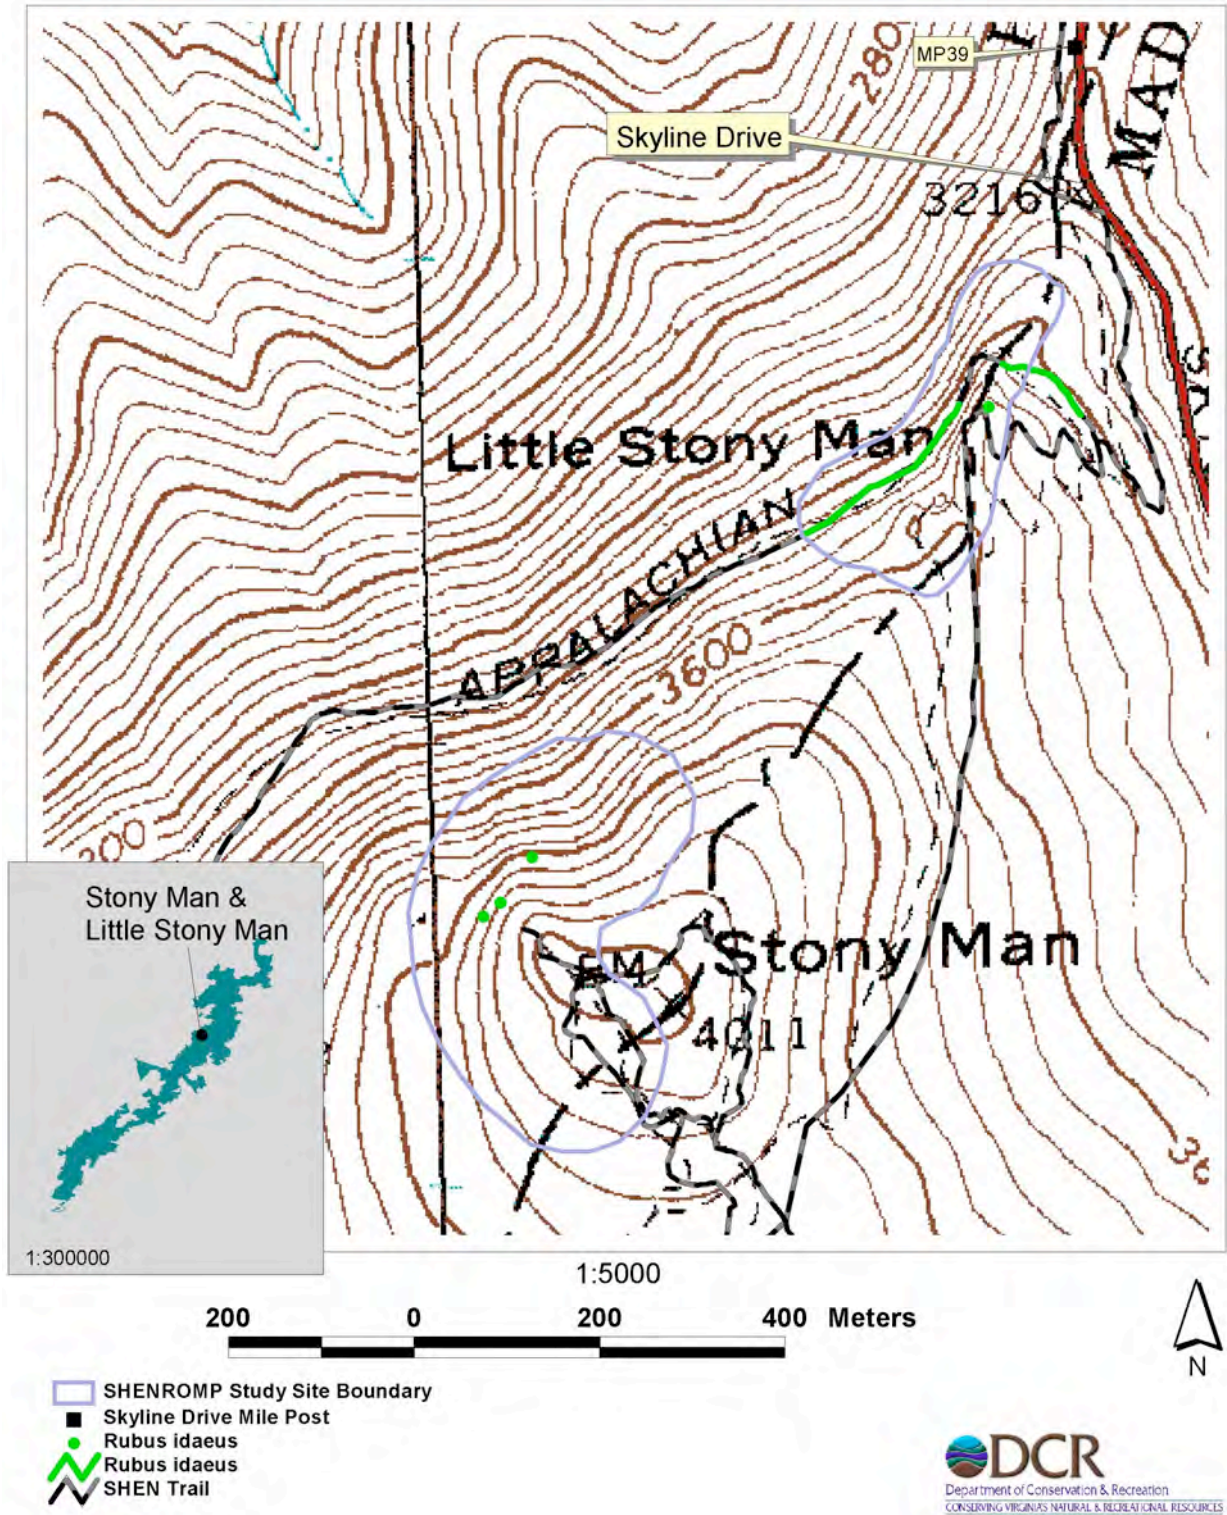 280
MP39
MAD
Skyline Drive
3216
Little Stony Man
APPALACHIAN
3600
Stony Man
4011
36
Stony Man &
Little Stony Man
1:300000
1:5000
200 0 200 400 Meters
N
SHENROMP Study Site Boundary
Skyline Drive Mile Post
Rubus idaeus
Rubus idaeus
SHEN Trail
DCR
Department of Conservation & Recreation
CONSERVING VIRGINIA'S NATURAL & RECREATIONAL RESOURCES